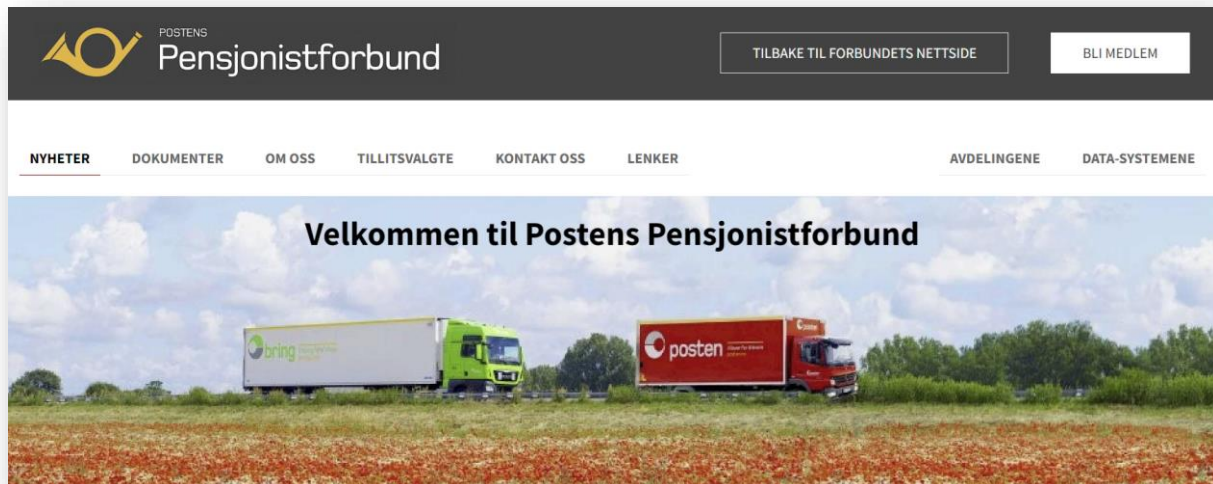 POSTENS
Pensjonistforbund
TILBAKE TIL FORBUNDETS NETTSIDE
BLI MEDLEM
NYHETER DOKUMENTER OM OSS TILLITSVALGTE KONTAKT OSS LENKER AVDELINGENE DATA-SYSTEMENE
Velkommen til Postens Pensjonistforbund
bring
posten